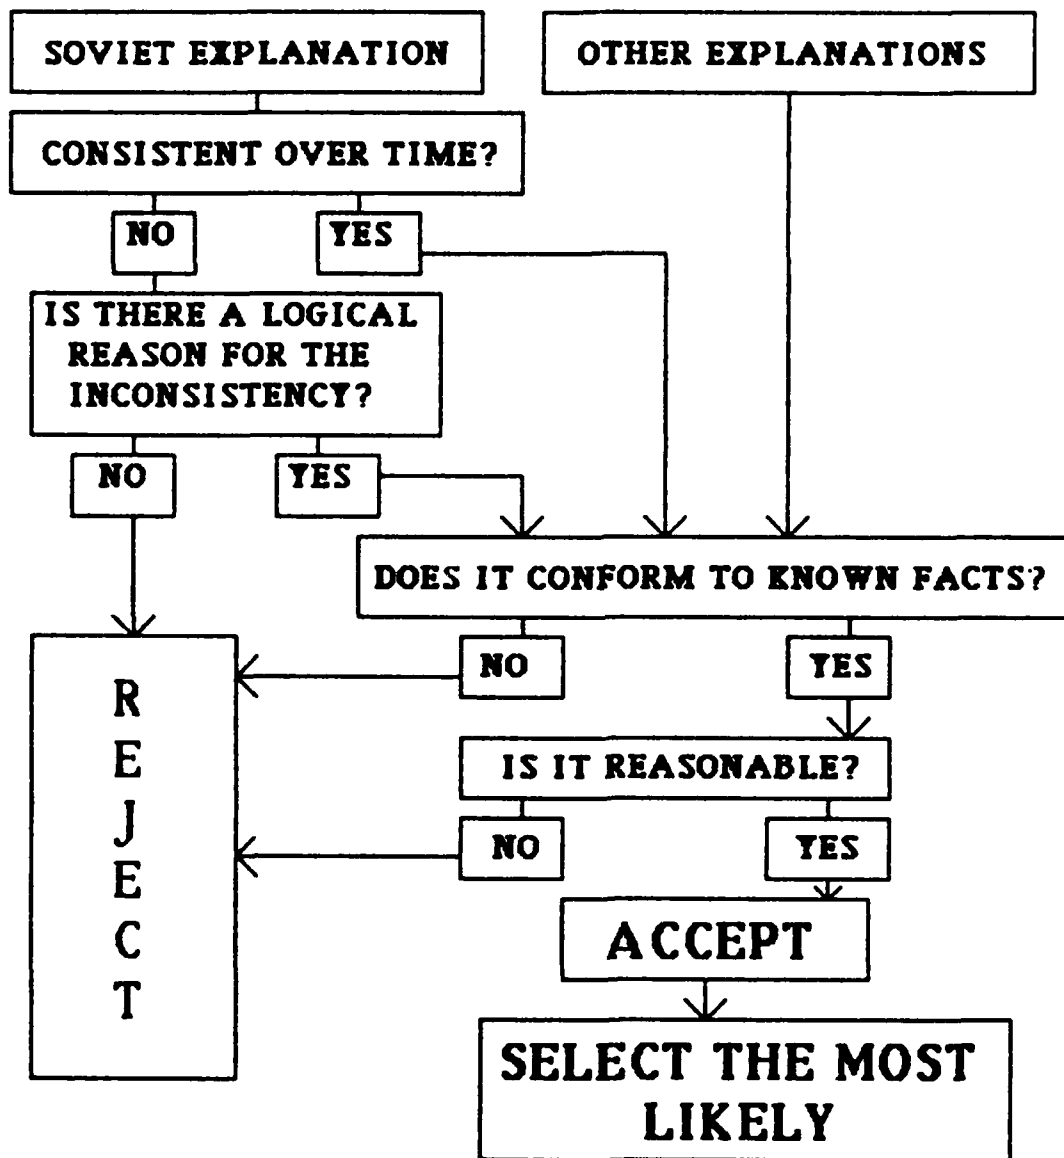 SOVIET EXPLANATION
OTHER EXPLANATIONS
CONSISTENT OVER TIME?
NO
YES
IS THERE A LOGICAL
REASON FOR THE
INCONSISTENCY?
NO
YES
DOES IT CONFORM TO KNOWN FACTS?
NO
YES
IS IT REASONABLE?
NO
YES
REJECT
ACCEPT
SELECT THE MOST
LIKELY